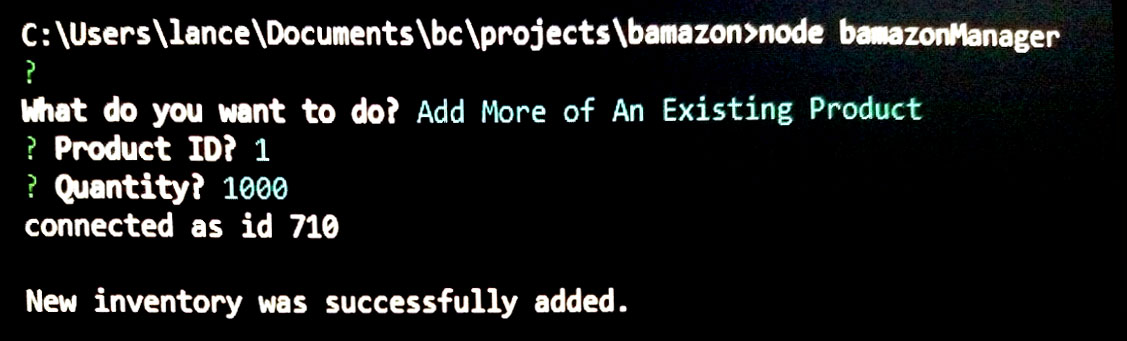 C:\Users\lance\Documents\bc\projects\bamazon>node bamazonManager
?
What do you want to do? Add More of An Existing Product
? Product ID? 1
? Quantity? 1000
connected as id 710
New inventory was successfully added.